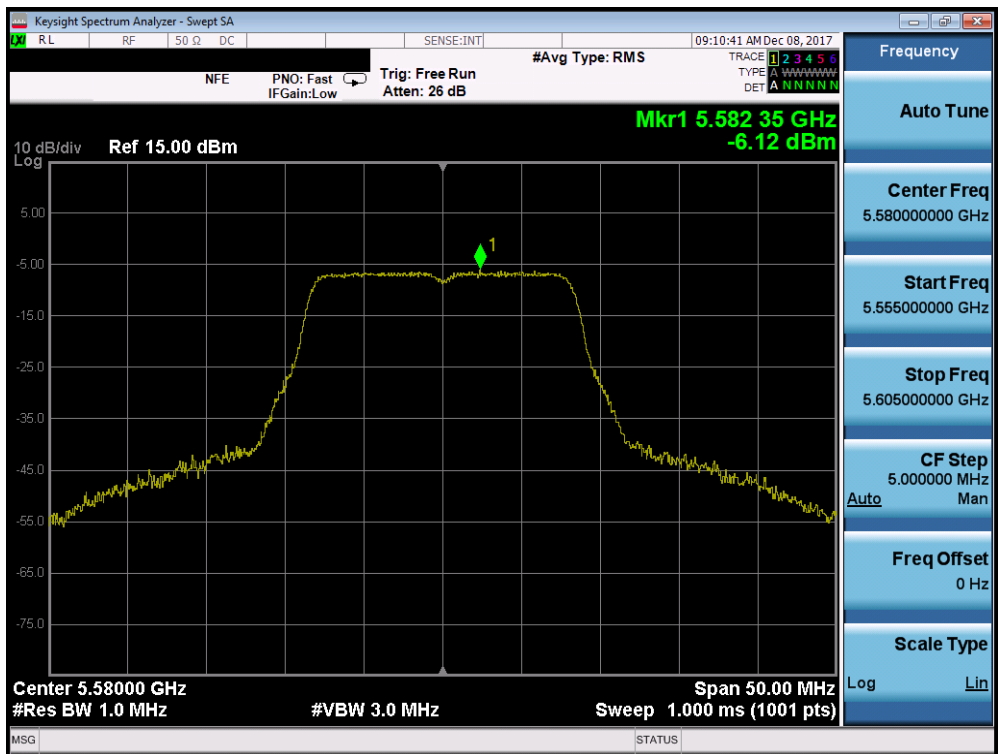 Keysight Spectrum Analyzer - Swept SA
LXI RL RF 50 Ω DC SENSE:INT 09:10:41 AM Dec 08, 2017
NFE PNO: Fast Trig: Free Run #Avg Type: RMS TRACE 1 2 3 4 5 6
IFGain:Low Atten: 26 dB TYPE A WWWWW
DET A N N N N N
Mkr1 5.582 35 GHz
-6.12 dBm
10 dB/div Ref 15.00 dBm
Log
1
5.00
-5.00
-15.0
-25.0
-35.0
-45.0
-55.0
-65.0
-75.0
Center 5.58000 GHz Span 50.00 MHz
#Res BW 1.0 MHz #VBW 3.0 MHz Sweep 1.000 ms (1001 pts)
MSG STATUS
Frequency
Auto Tune
Center Freq
5.580000000 GHz
Start Freq
5.555000000 GHz
Stop Freq
5.605000000 GHz
CF Step
5.000000 MHz
Auto Man
Freq Offset
0 Hz
Scale Type
Log Lin